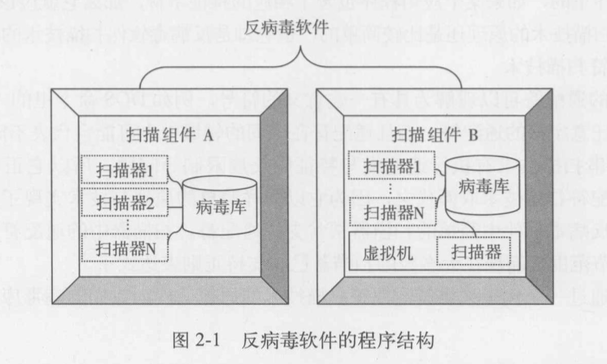 反病毒软件
扫描组件 A
扫描器1
扫描器2
扫描器N
病毒库
扫描组件 B
扫描器1
扫描器N
病毒库
虚拟机
扫描器
图 2-1 反病毒软件的程序结构